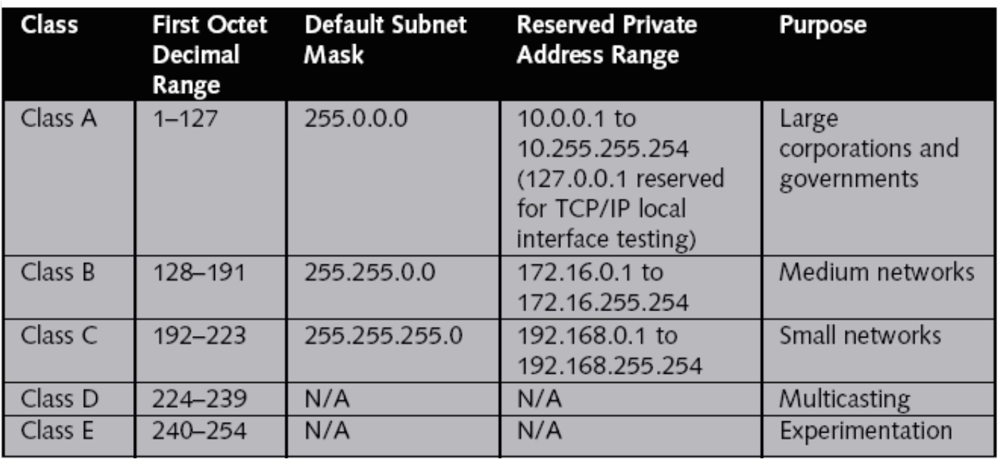 Class First Octet Decimal Range Default Subnet Mask Reserved Private Address Range Purpose
Class A 1–127 255.0.0.0 10.0.0.1 to 10.255.255.254 (127.0.0.1 reserved for TCP/IP local interface testing) Large corporations and governments
Class B 128–191 255.255.0.0 172.16.0.1 to 172.16.255.254 Medium networks
Class C 192–223 255.255.255.0 192.168.0.1 to 192.168.255.254 Small networks
Class D 224–239 N/A N/A Multicasting
Class E 240–254 N/A N/A Experimentation